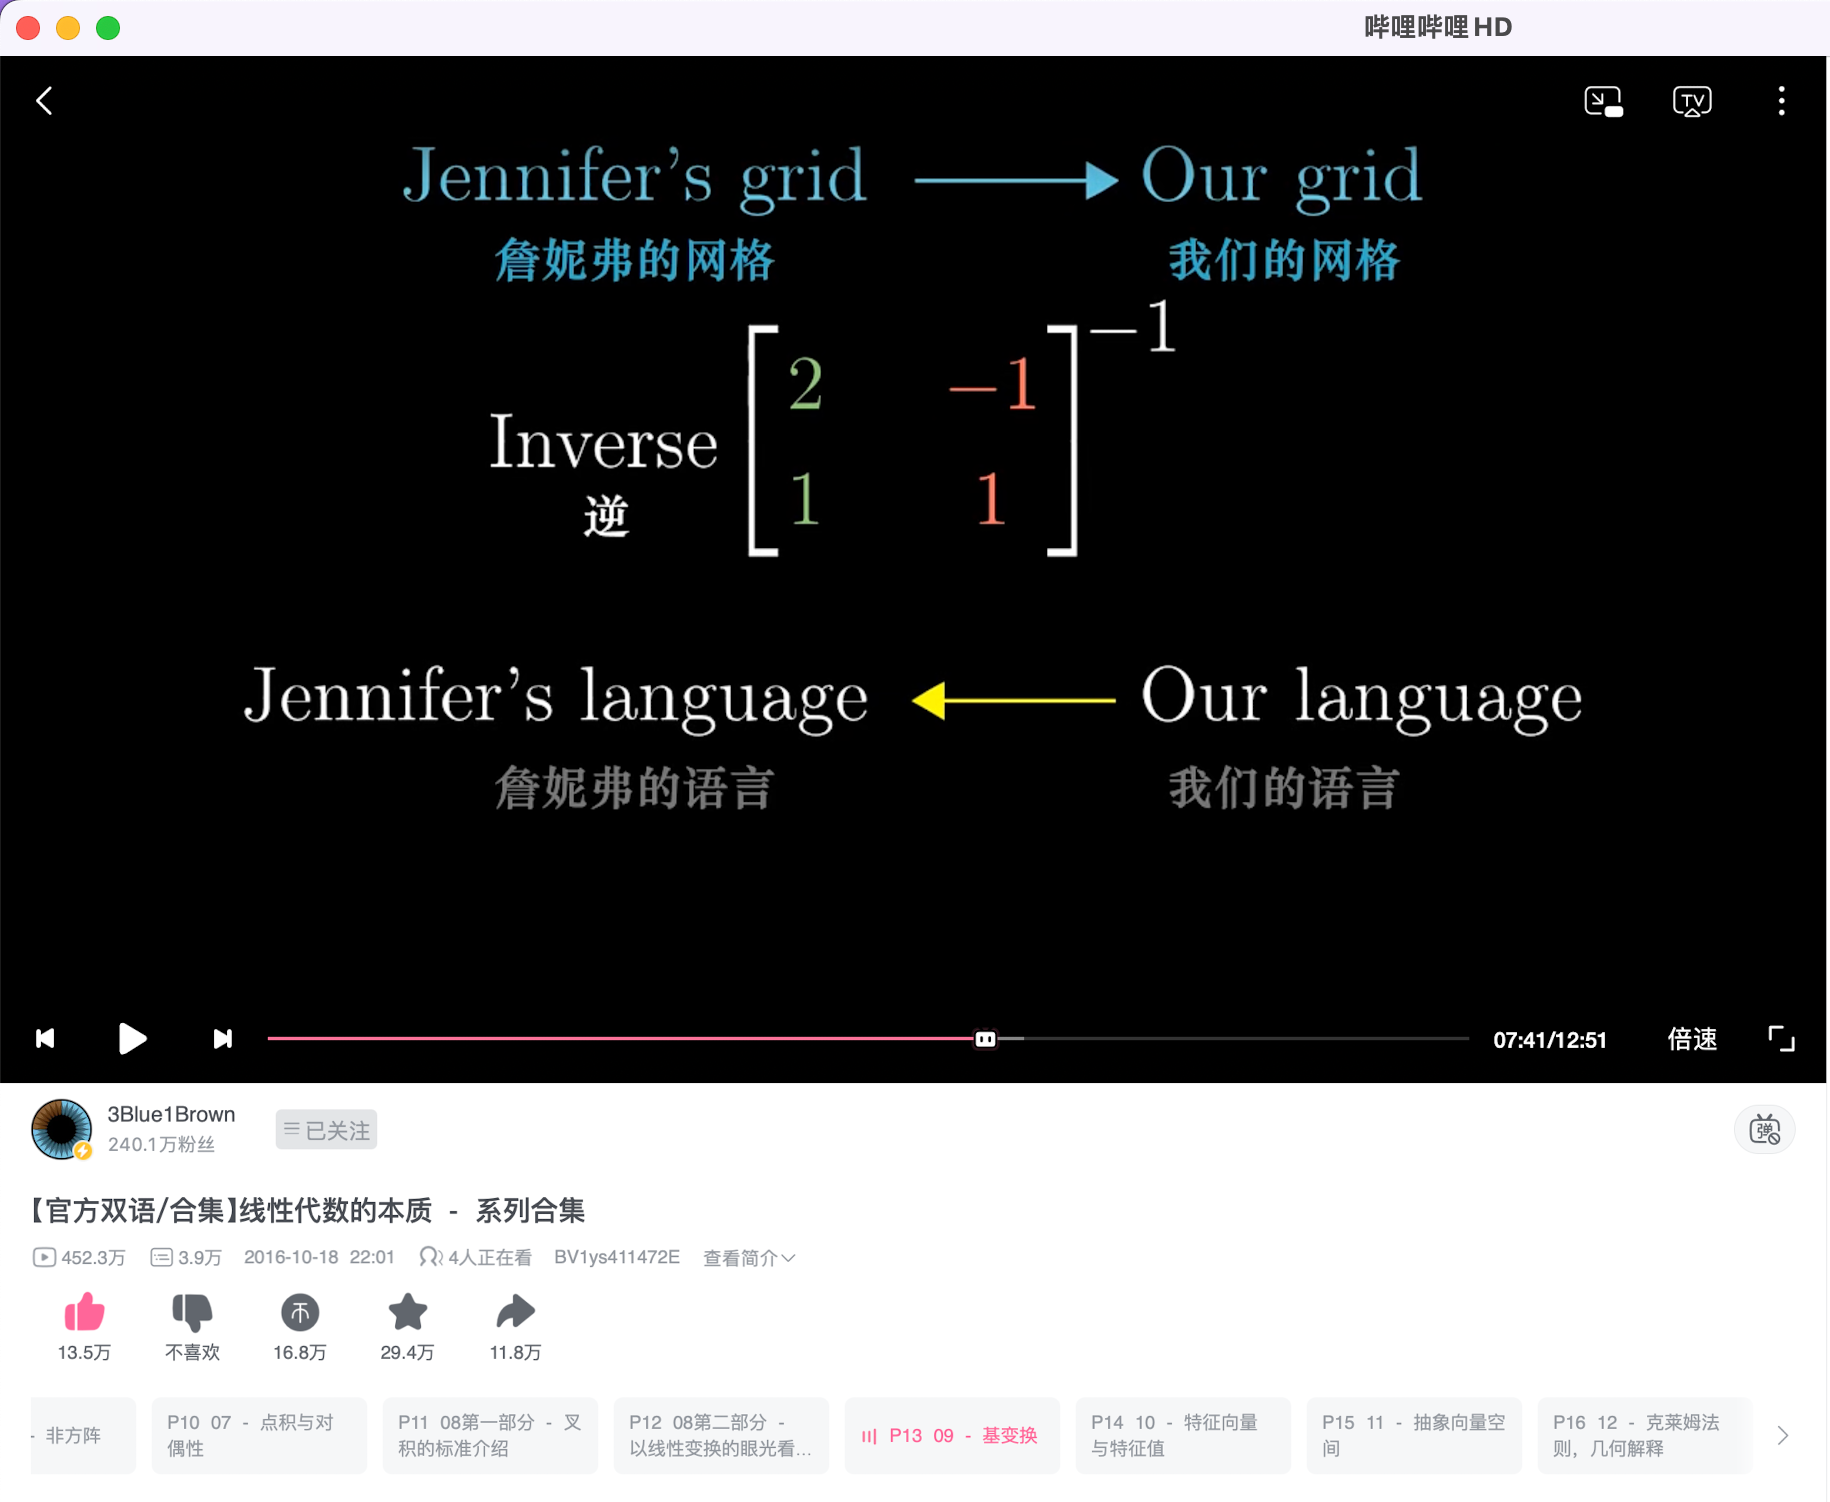 哔哩哔哩HD
TV
Jennifer's grid Our grid
詹妮弗的网格 我们的网格
−1
2 −1
Inverse
逆
1 1
Jennifer's language Our language
詹妮弗的语言 我们的语言
07:41/12:51 倍速
3Blue1Brown
240.1万粉丝
已关注
弹
【官方双语/合集】线性代数的本质 - 系列合集
452.3万 3.9万 2016-10-18 22:01 4人正在看 BV1ys411472E 查看简介
13.5万 不喜欢 16.8万 29.4万 11.8万
- 非方阵
P10 07 - 点积与对
偶性
P11 08第一部分 - 叉
积的标准介绍
P12 08第二部分 -
以线性变换的眼光看...
P13 09 - 基变换
P14 10 - 特征向量
与特征值
P15 11 - 抽象向量空
间
P16 12 - 克莱姆法
则，几何解释